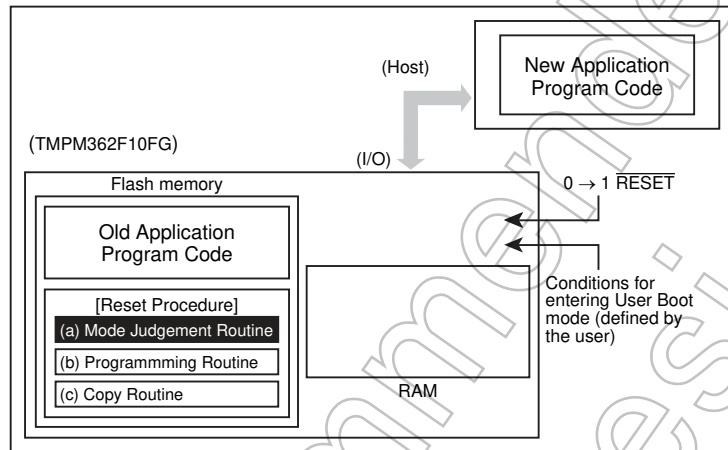 New Application
Program Code
(Host)
(TMPM362F10FG)
(I/O)
0 → 1 RESET
Flash memory
Old Application
Program Code
[Reset Procedure]
(a) Mode Judgement Routine
(b) Programmming Routine
(c) Copy Routine
RAM
Conditions for
entering User Boot
mode (defined by
the user)